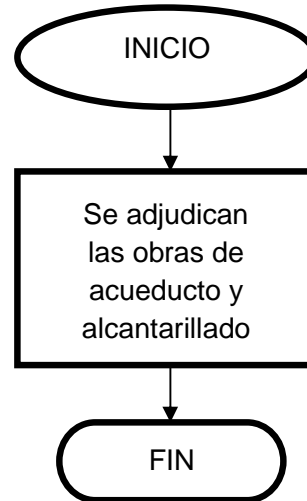 INICIO
Se adjudican
las obras de
acueducto y
alcantarillado
FIN